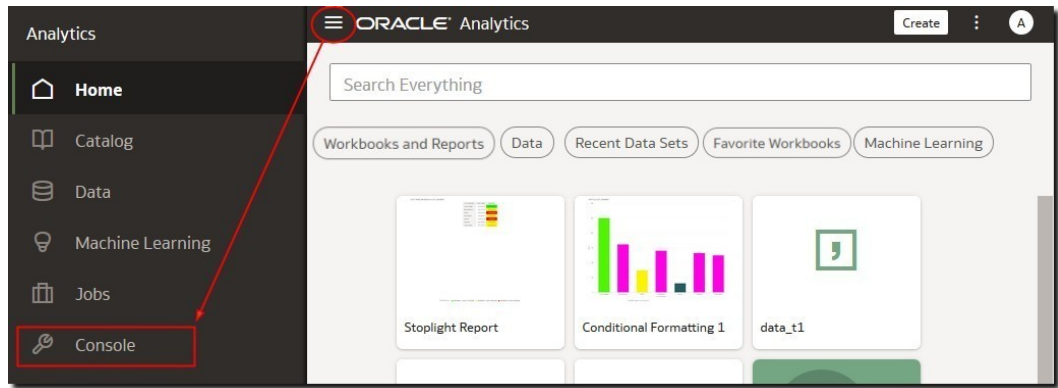 Analytics
Home
Catalog
Data
Machine Learning
Jobs
Console
ORACLE Analytics
Create
A
Search Everything
Workbooks and Reports
Data
Recent Data Sets
Favorite Workbooks
Machine Learning
Stoplight Report
Conditional Formatting 1
data_t1